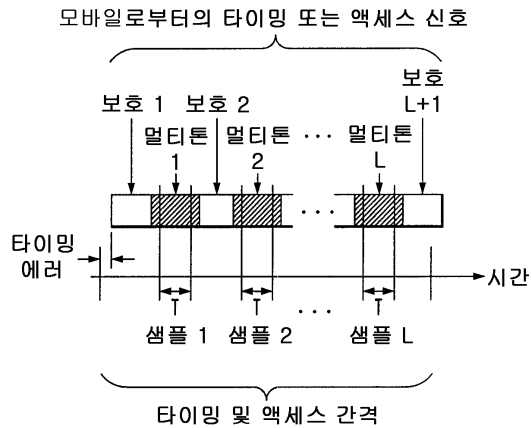 모바일로부터의 타이밍 또는 액세스 신호
보호 1
보호 2
보호
L+1
멀티톤
1
멀티톤
2
...
멀티톤
L
...
타이밍
에러
시간
T
T
...
T
샘플 1
샘플 2
샘플 L
타이밍 및 액세스 간격